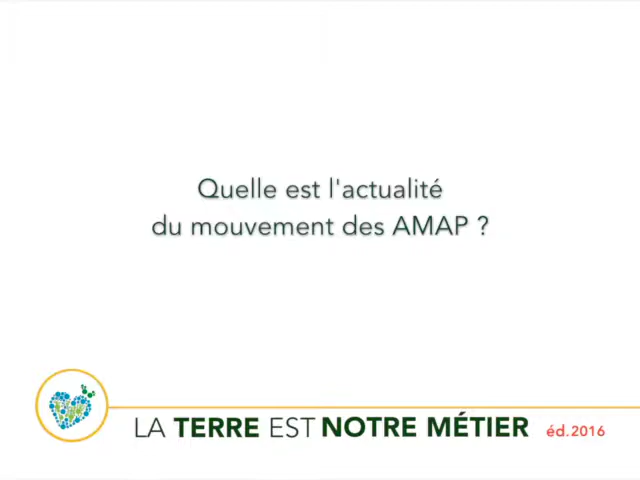 Quelle est l'actualité
du mouvement des AMAP ?
LA TERRE EST NOTRE MÉTIER éd.2016